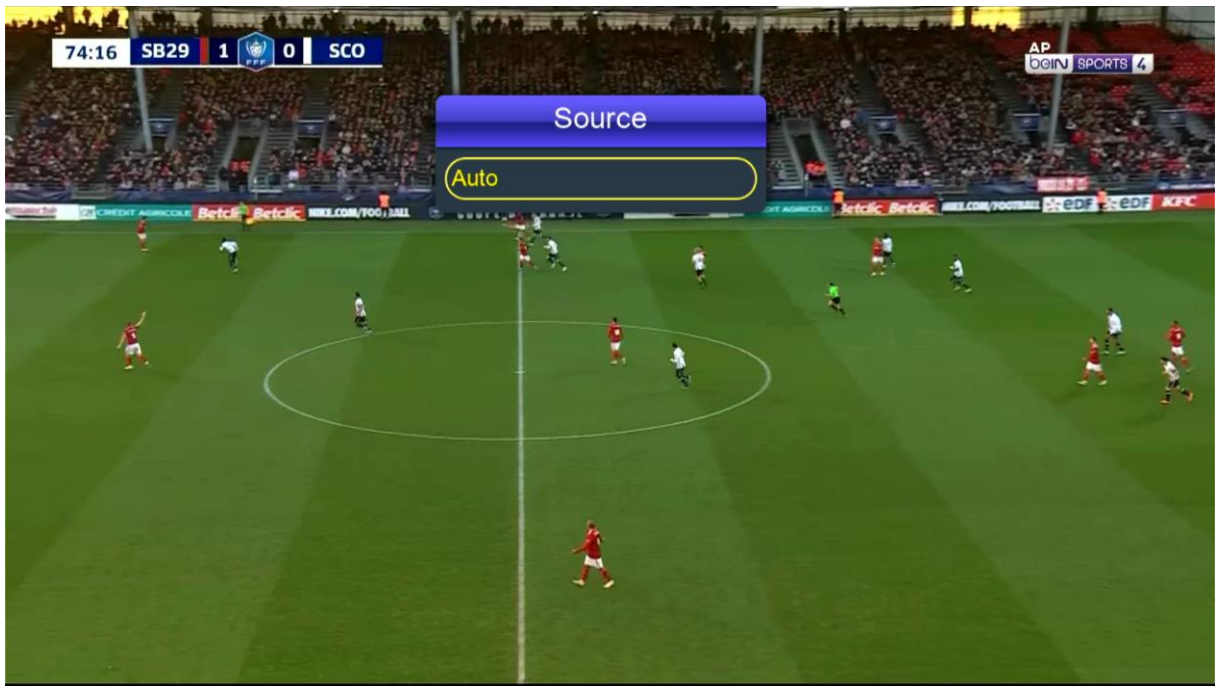 74:16 SB29 1 0 SCO
FFF
AP
beIN SPORTS 4
Source
Auto
CRÉDIT AGRICOLE Betclic Betclic NIKE.COM/FOOTBALL
Betclic Betclic NIKE.COM/FOOTBALL edf edf KFC